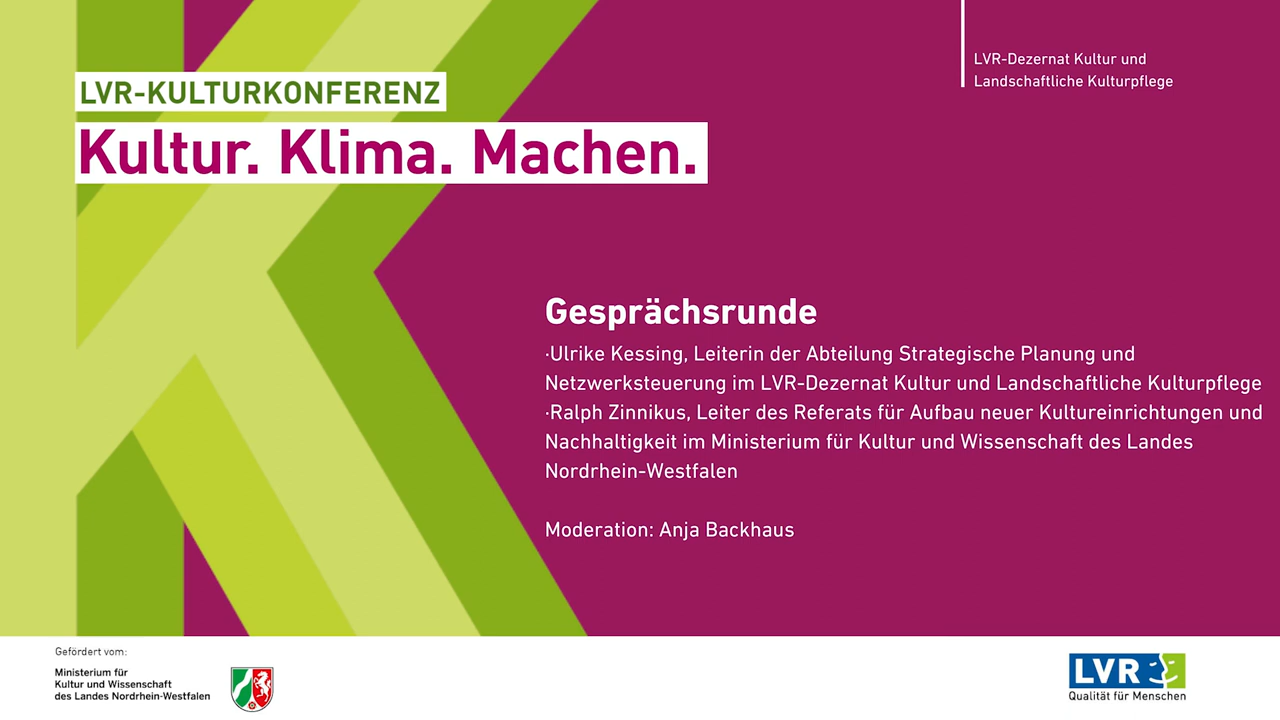 LVR-Dezernat Kultur und
Landschaftliche Kulturpflege
LVR-KULTURKONFERENZ
Kultur. Klima. Machen.
Gesprächsrunde
·Ulrike Kessing, Leiterin der Abteilung Strategische Planung und
Netzwerksteuerung im LVR-Dezernat Kultur und Landschaftliche Kulturpflege
·Ralph Zinnikus, Leiter des Referats für Aufbau neuer Kultureinrichtungen und
Nachhaltigkeit im Ministerium für Kultur und Wissenschaft des Landes
Nordrhein-Westfalen
Moderation: Anja Backhaus
Gefördert vom:
Ministerium für
Kultur und Wissenschaft
des Landes Nordrhein-Westfalen
LVR
Qualität für Menschen